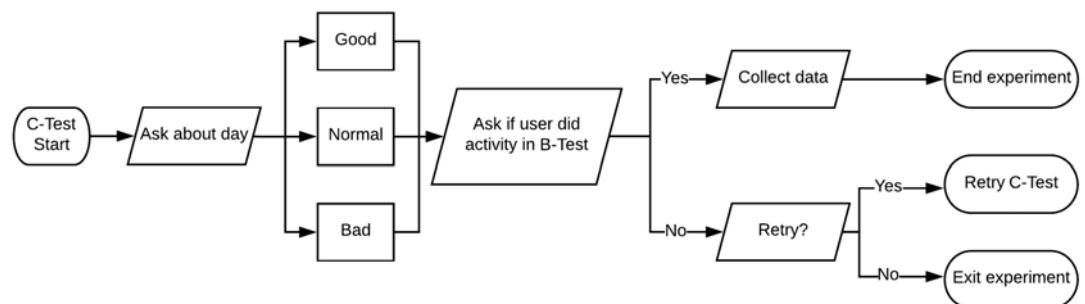 C-Test
Start
Ask about day
Good
Normal
Bad
Ask if user did
activity in B-Test
Yes
No
Collect data
End experiment
Retry?
Yes
No
Retry C-Test
Exit experiment